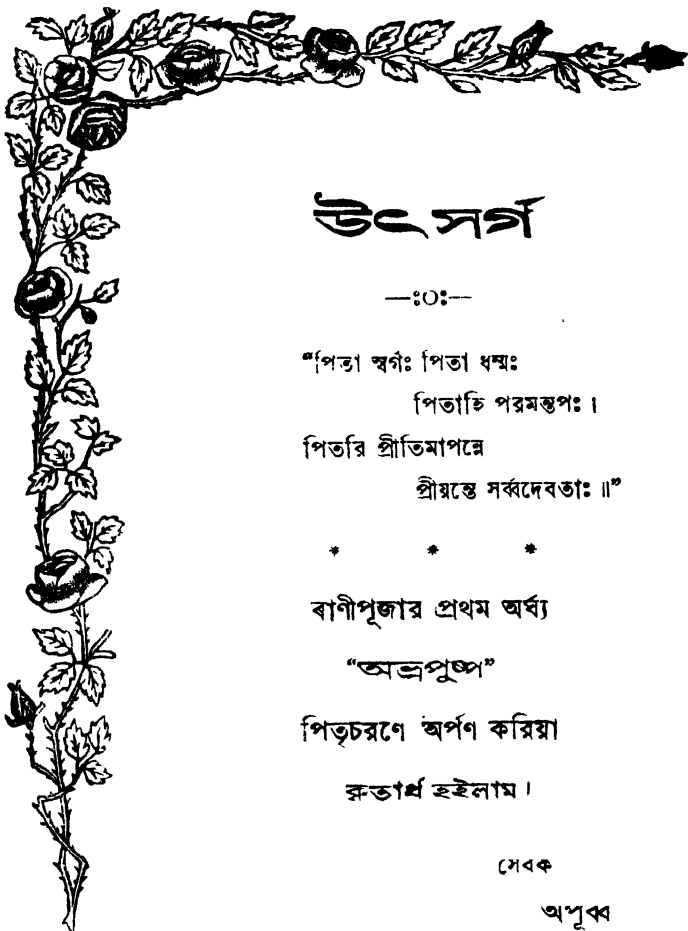 উৎসর্গ
—ঃ০ঃ—
“পিতা স্বর্গঃ পিতা ধর্ম্মঃ
পিতাহি পরমন্তপঃ।
পিতরি প্রীতিমাপন্নে
প্রীয়ন্তে সর্ব্বদেবতাঃ॥”
* * *
বাণীপূজার প্রথম অর্ঘ্য
“অভ্রপুষ্প”
পিতৃচরণে অর্পণ করিয়া
কৃতার্থ হইলাম।
সেবক
অপূর্ব্ব